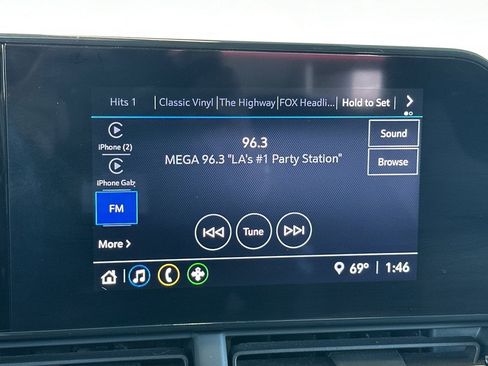 Hits 1 Classic Vinyl The Highway FOX Headli... Hold to Set
iPhone (2)
iPhone Gab
FM
More
96.3
MEGA 96.3 "LA's #1 Party Station"
Sound
Browse
Tune
69° 1:46